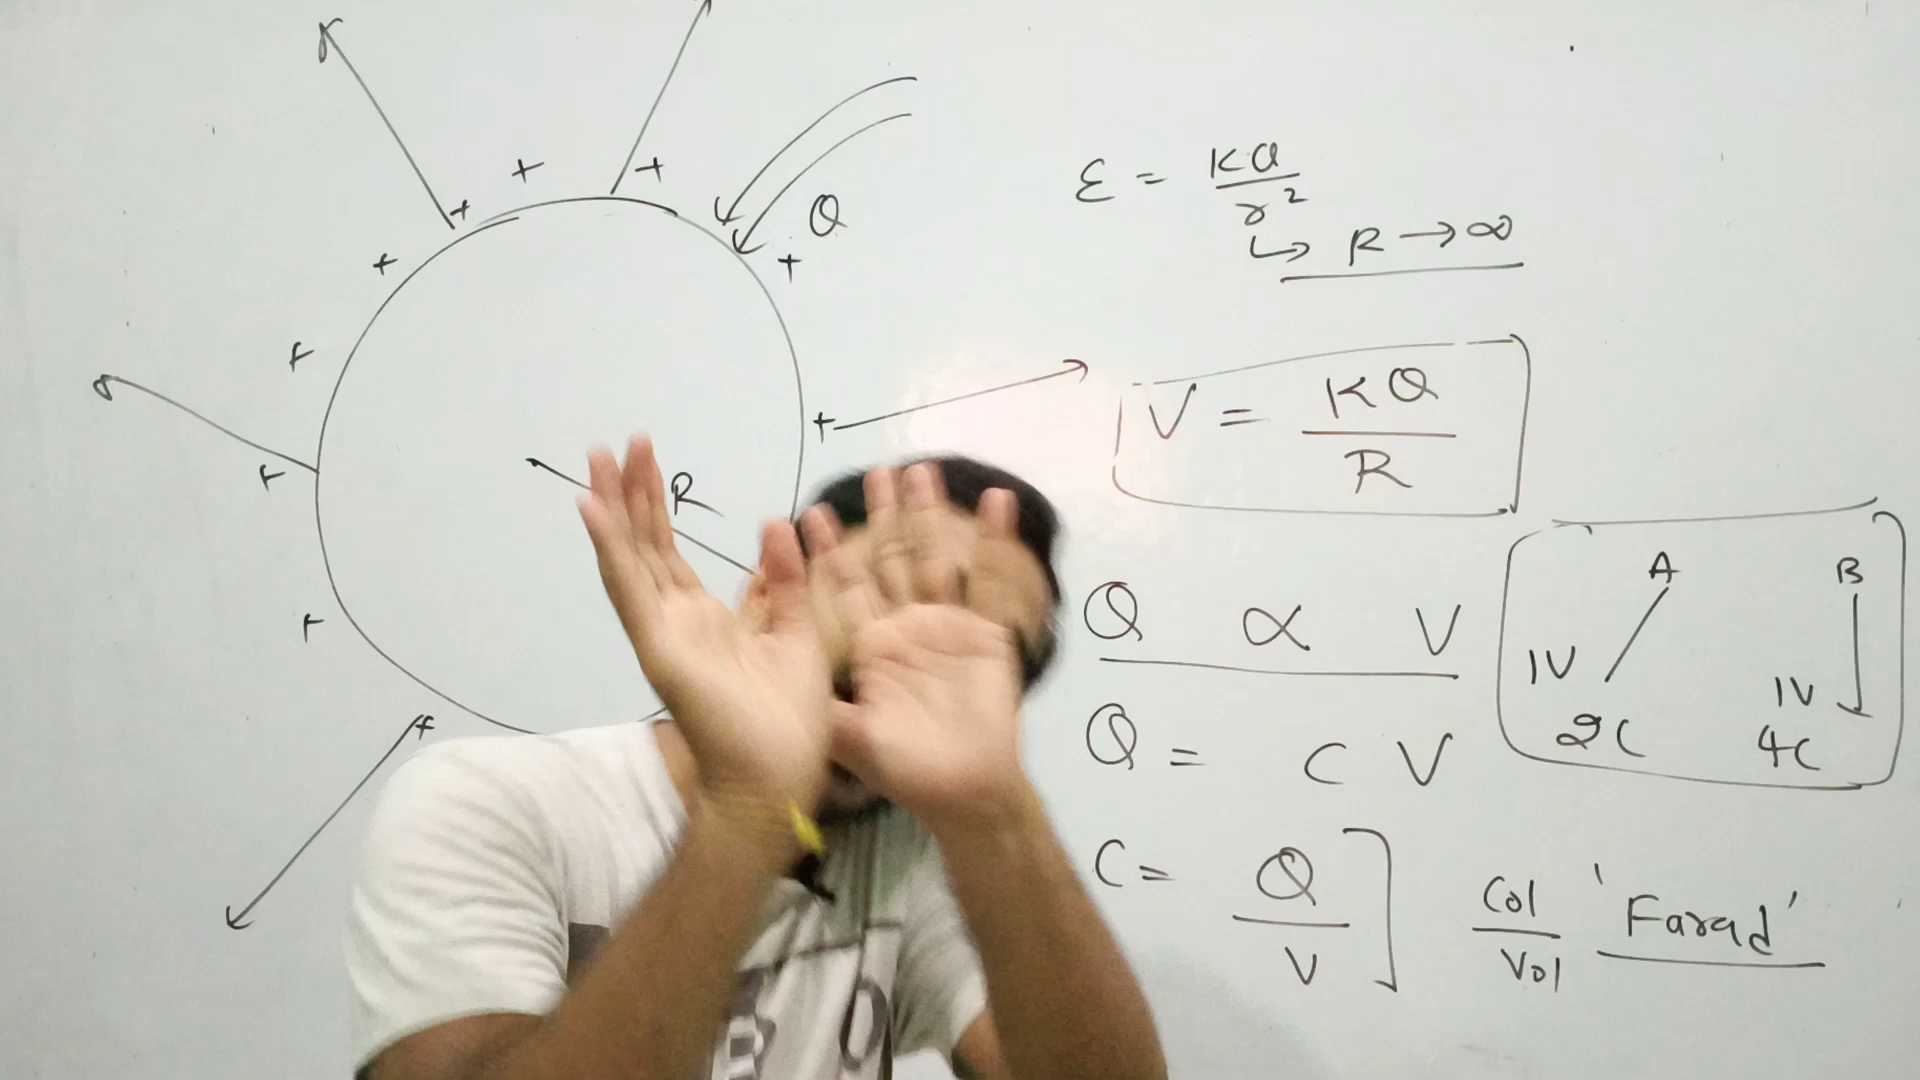 Q
R
+ + + + + + + + + +
E = KQ / r²
↳ R → ∞
V = KQ / R
Q ∝ V
Q = C V
C = Q / V ] Col / Vol 'Farad'
A B
1V 1V
2C 4C